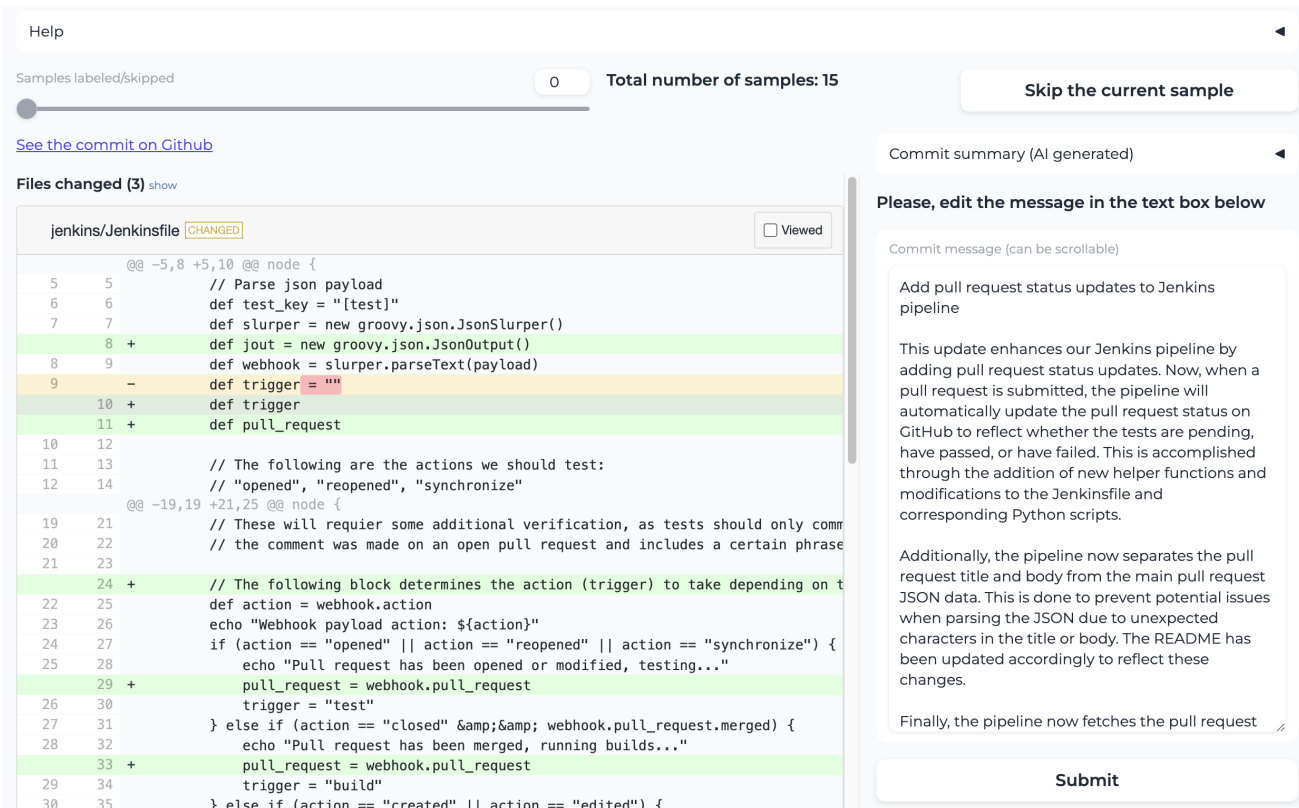 Help
Samples labeled/skipped
0
Total number of samples: 15
Skip the current sample
See the commit on Github
Files changed (3) show
jenkins/Jenkinsfile CHANGED
Viewed
@@ -5,8 +5,10 @@ node {
5 5 // Parse json payload
6 6 def test_key = "[test]"
7 7 def slurper = new groovy.json.JsonSlurper()
8 + def jout = new groovy.json.JsonOutput()
8 9 def webhook = slurper.parseText(payload)
9 - def trigger = ""
10 + def trigger
11 + def pull_request
10 12
11 13 // The following are the actions we should test:
12 14 // "opened", "reopened", "synchronize"
@@ -19,19 +21,25 @@ node {
19 21 // These will requier some additional verification, as tests should only comm
20 22 // the comment was made on an open pull request and includes a certain phrase
21 23
24 + // The following block determines the action (trigger) to take depending on t
22 25 def action = webhook.action
23 26 echo "Webhook payload action: ${action}"
24 27 if (action == "opened" || action == "reopened" || action == "synchronize") {
25 28 echo "Pull request has been opened or modified, testing..."
29 + pull_request = webhook.pull_request
26 30 trigger = "test"
27 31 } else if (action == "closed" &amp;&amp; webhook.pull_request.merged) {
28 32 echo "Pull request has been merged, running builds..."
33 + pull_request = webhook.pull_request
29 34 trigger = "build"
30 35 } else if (action == "created" || action == "edited") {
Commit summary (AI generated)
Please, edit the message in the text box below
Commit message (can be scrollable)
Add pull request status updates to Jenkins
pipeline
This update enhances our Jenkins pipeline by
adding pull request status updates. Now, when a
pull request is submitted, the pipeline will
automatically update the pull request status on
GitHub to reflect whether the tests are pending,
have passed, or have failed. This is accomplished
through the addition of new helper functions and
modifications to the Jenkinsfile and
corresponding Python scripts.
Additionally, the pipeline now separates the pull
request title and body from the main pull request
JSON data. This is done to prevent potential issues
when parsing the JSON due to unexpected
characters in the title or body. The README has
been updated accordingly to reflect these
changes.
Finally, the pipeline now fetches the pull request
Submit